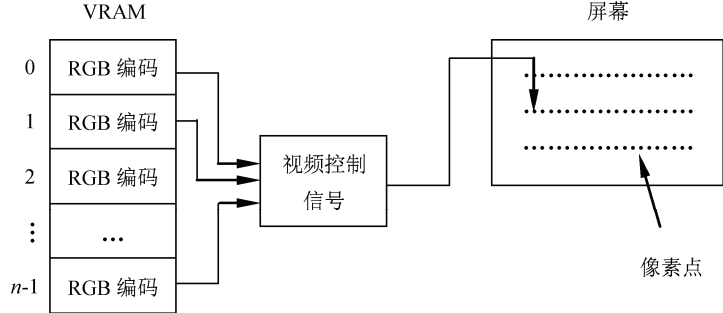 VRAM
屏幕
0 RGB 编码
1 RGB 编码
2 RGB 编码
⋮ …
n-1 RGB 编码
视频控制
信号
像素点